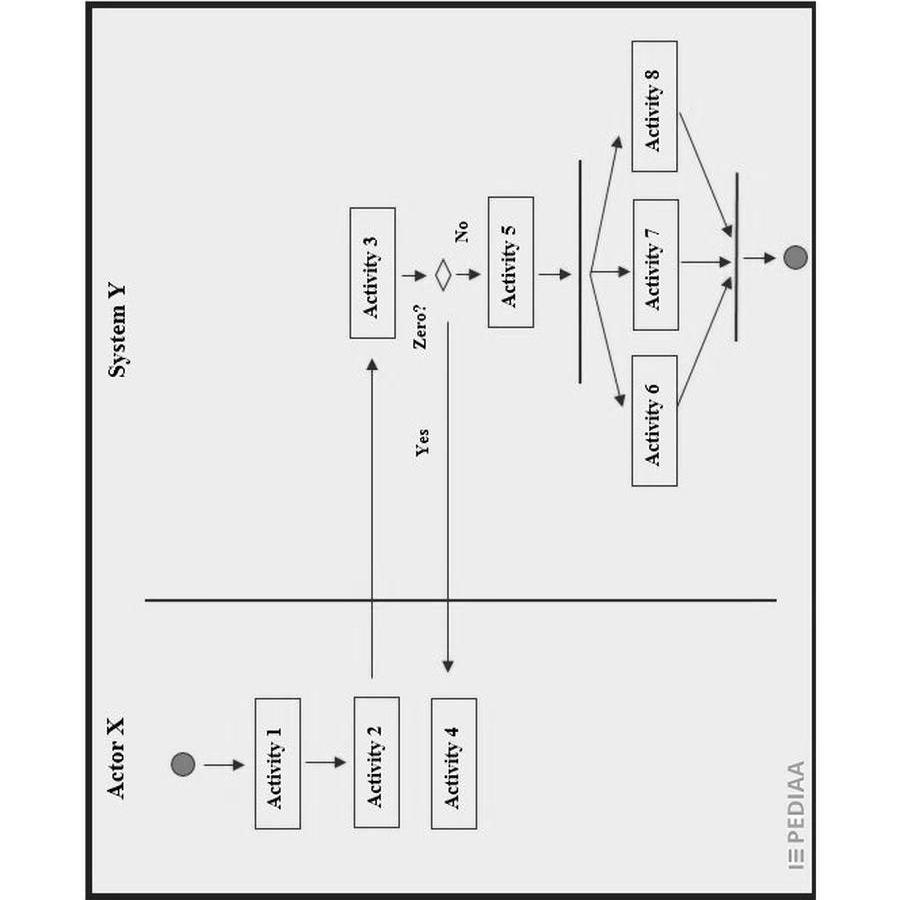 Actor X
System Y
Activity 1
Activity 2
Activity 3
Zero?
Yes
No
Activity 4
Activity 5
Activity 6
Activity 7
Activity 8
PEDIAA